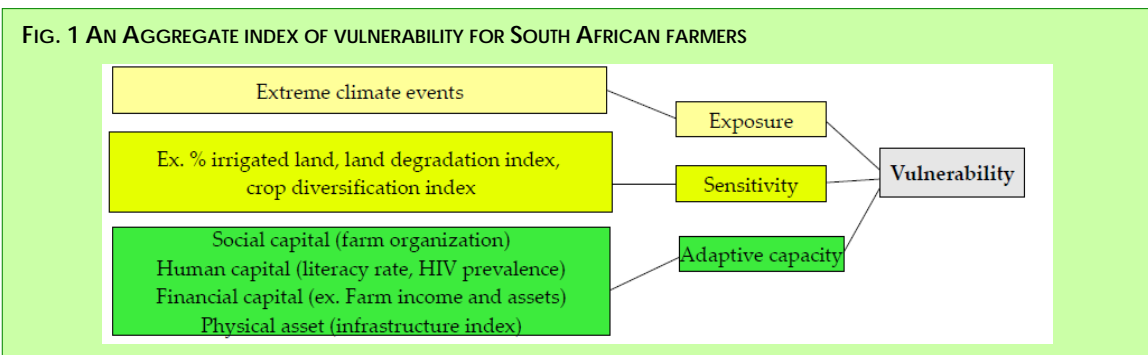 FIG. 1 AN AGGREGATE INDEX OF VULNERABILITY FOR SOUTH AFRICAN FARMERS
Extreme climate events
Exposure
Ex. % irrigated land, land degradation index,
crop diversification index
Sensitivity
Vulnerability
Social capital (farm organization)
Human capital (literacy rate, HIV prevalence)
Financial capital (ex. Farm income and assets)
Physical asset (infrastructure index)
Adaptive capacity